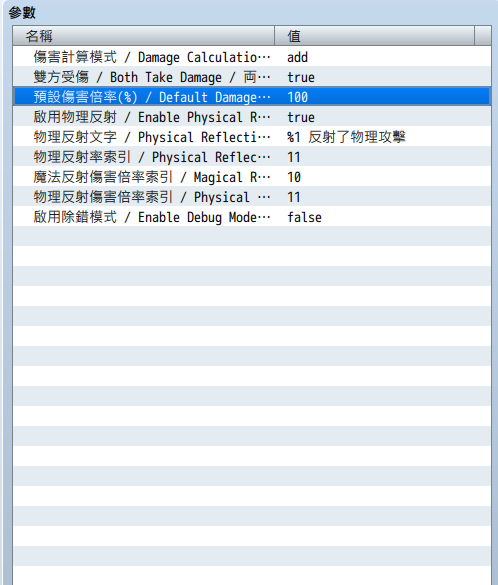 參數
名稱 值
傷害計算模式 / Damage Calculatio… add
雙方受傷 / Both Take Damage / 両… true
預設傷害倍率(%) / Default Damage… 100
啟用物理反射 / Enable Physical R… true
物理反射文字 / Physical Reflecti… %1 反射了物理攻擊
物理反射率索引 / Physical Reflec… 11
魔法反射傷害倍率索引 / Magical R… 10
物理反射傷害倍率索引 / Physical … 11
啟用除錯模式 / Enable Debug Mode… false